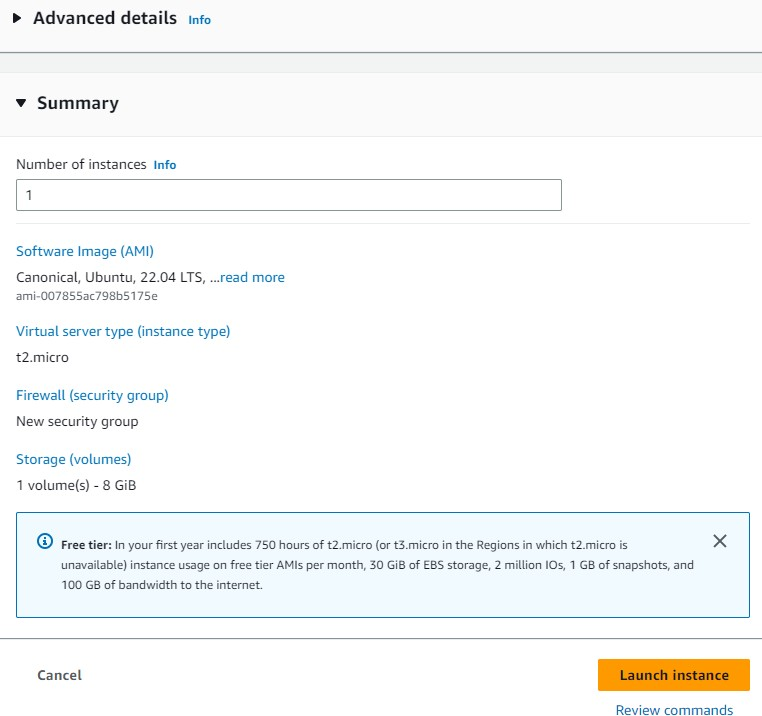 Advanced details Info
Summary
Number of instances Info
1
Software Image (AMI)
Canonical, Ubuntu, 22.04 LTS, ...read more
ami-007855ac798b5175e
Virtual server type (instance type)
t2.micro
Firewall (security group)
New security group
Storage (volumes)
1 volume(s) - 8 GiB
Free tier: In your first year includes 750 hours of t2.micro (or t3.micro in the Regions in which t2.micro is
unavailable) instance usage on free tier AMIs per month, 30 GiB of EBS storage, 2 million IOs, 1 GB of snapshots, and
100 GB of bandwidth to the internet.
Cancel
Launch instance
Review commands